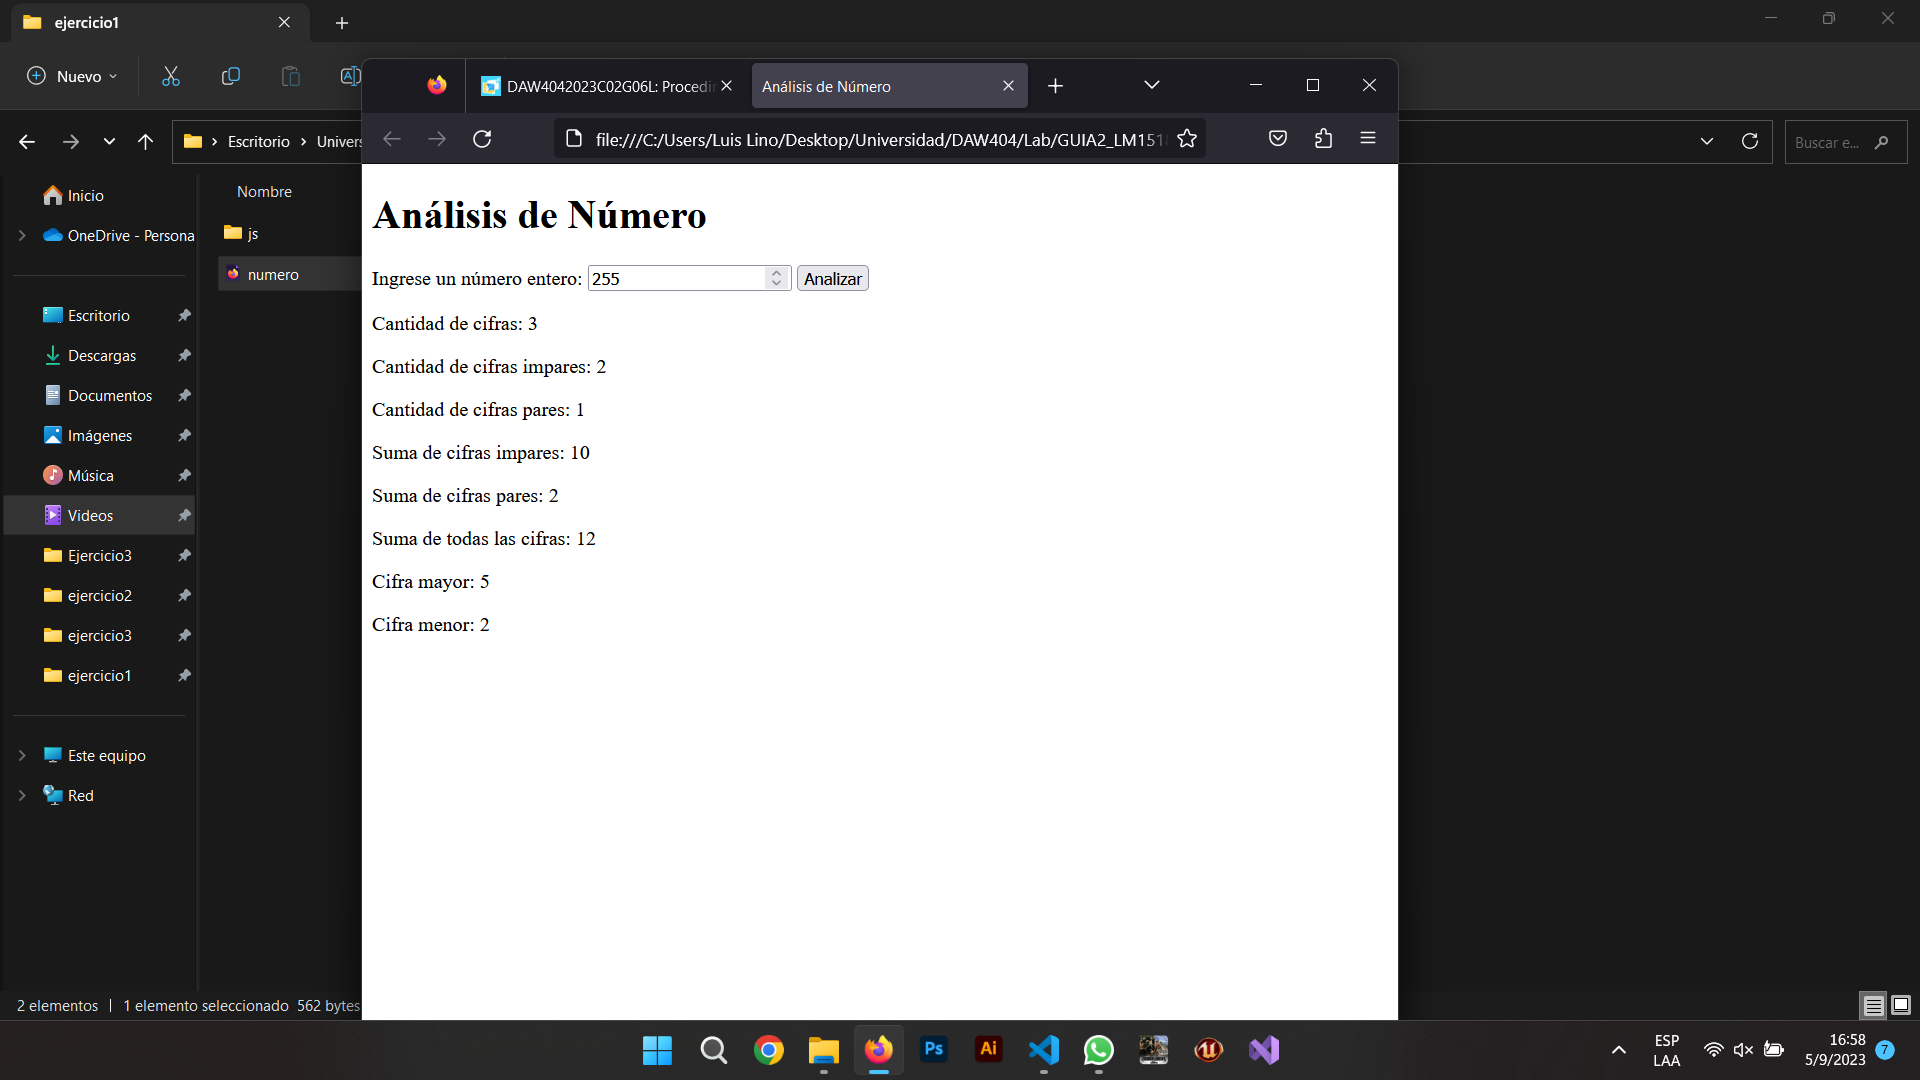 ejercicio1
Nuevo
DAW4042023C02G06L: Procedi
Análisis de Número
file:///C:/Users/Luis Lino/Desktop/Universidad/DAW404/Lab/GUIA2_LM151
Escritorio
Univers
Buscar e...
Inicio
OneDrive - Persona
Escritorio
Descargas
Documentos
Imágenes
Música
Videos
Ejercicio3
ejercicio2
ejercicio3
ejercicio1
Este equipo
Red
Nombre
js
numero
Análisis de Número
Ingrese un número entero: 255 Analizar
Cantidad de cifras: 3
Cantidad de cifras impares: 2
Cantidad de cifras pares: 1
Suma de cifras impares: 10
Suma de cifras pares: 2
Suma de todas las cifras: 12
Cifra mayor: 5
Cifra menor: 2
2 elementos
1 elemento seleccionado 562 bytes
Ps
Ai
ESP
LAA
16:58
5/9/2023
7